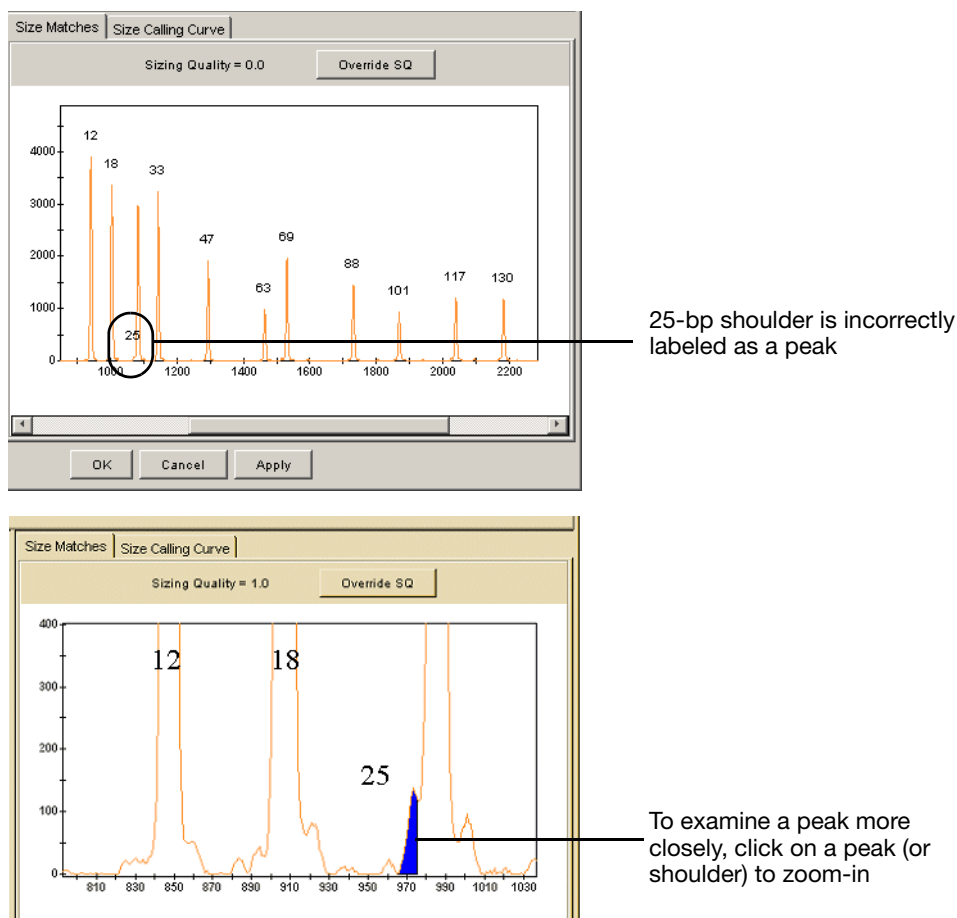 Size Matches Size Calling Curve
Sizing Quality = 0.0 Override SQ
12
18
33
4000
3000
47
69
2000
88
63
101
117
130
1000
25
0
1000 1200 1400 1600 1800 2000 2200
25-bp shoulder is incorrectly
labeled as a peak
OK Cancel Apply
Size Matches Size Calling Curve
Sizing Quality = 1.0 Override SQ
400
12 18
300
200
25
100
0
810 830 850 870 890 910 930 950 970 990 1010 1030
To examine a peak more
closely, click on a peak (or
shoulder) to zoom-in